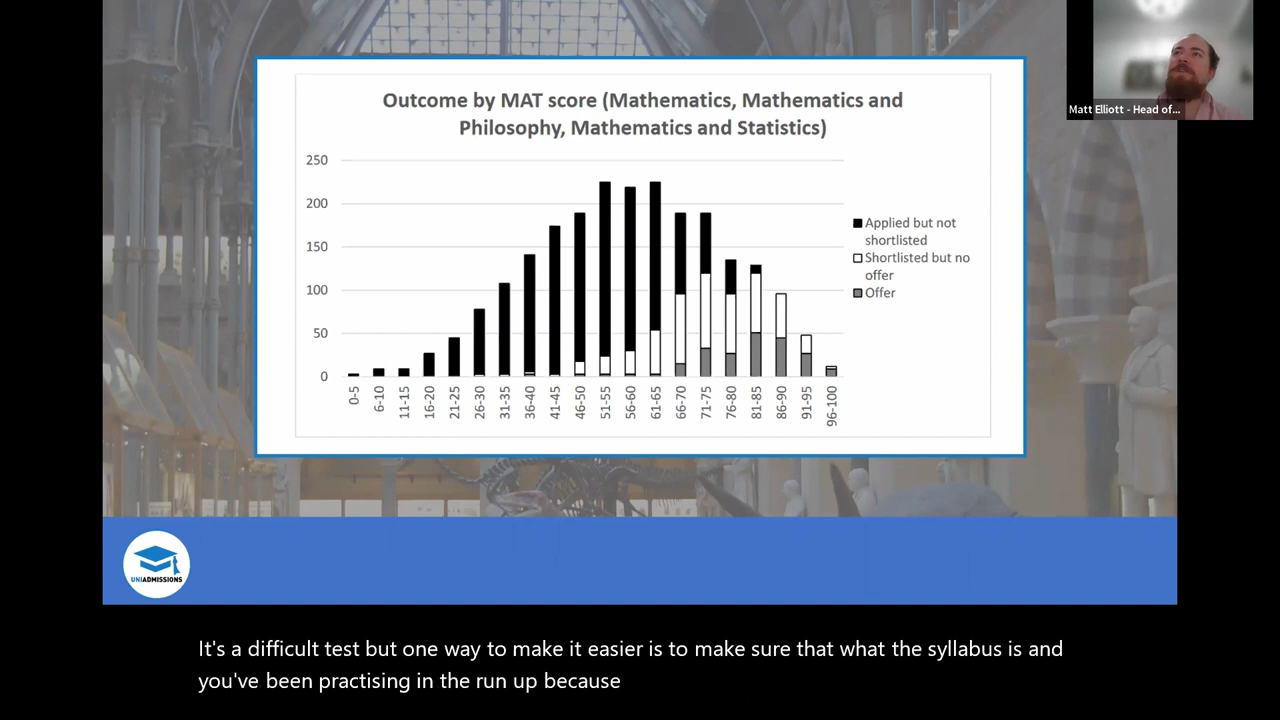 Matt Elliott - Head of...
Outcome by MAT score (Mathematics, Mathematics and
Philosophy, Mathematics and Statistics)
250
200
150
100
50
0
0-5
6-10
11-15
16-20
21-25
26-30
31-35
36-40
41-45
46-50
51-55
56-60
61-65
66-70
71-75
76-80
81-85
86-90
91-95
96-100
Applied but not
shortlisted
Shortlisted but no
offer
Offer
UNIADMISSIONS
It's a difficult test but one way to make it easier is to make sure that what the syllabus is and
you've been practising in the run up because